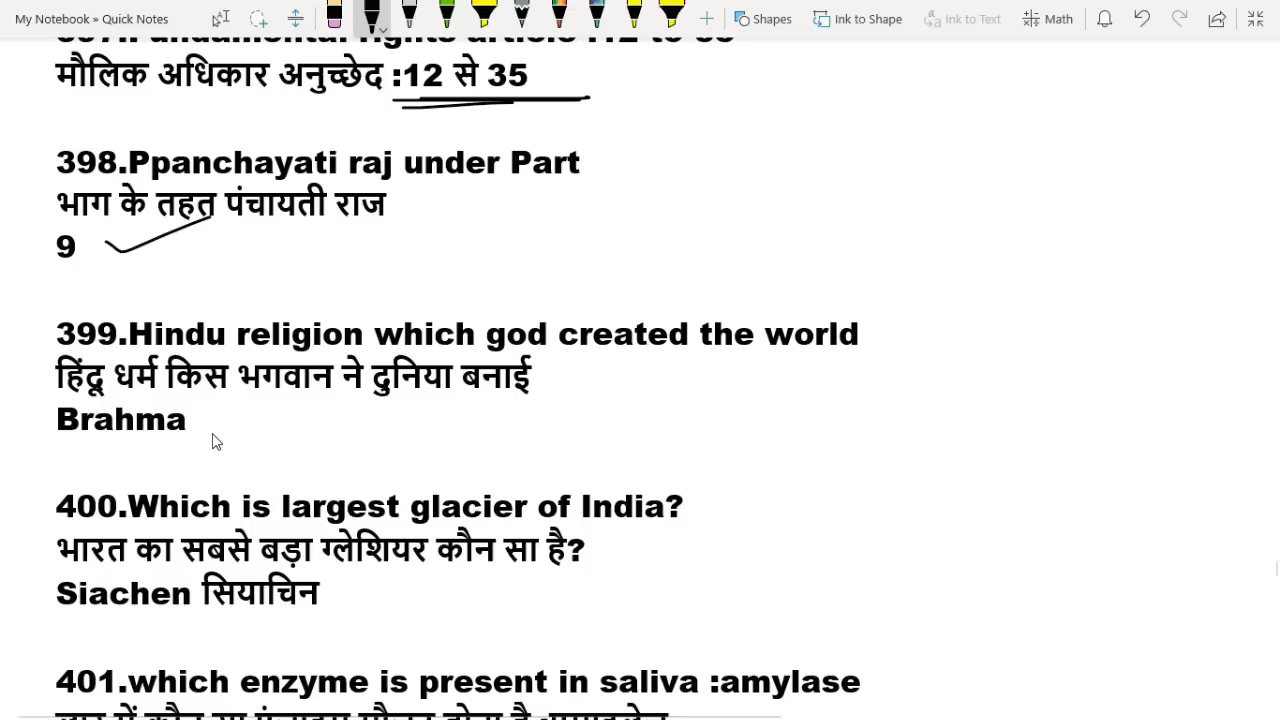 My Notebook » Quick Notes
Shapes
Ink to Shape
Ink to Text
Math
मौलिक अधिकार अनुच्छेद :12 से 35
398.Ppanchayati raj under Part
भाग के तहत पंचायती राज
9
399.Hindu religion which god created the world
हिंदू धर्म किस भगवान ने दुनिया बनाई
Brahma
400.Which is largest glacier of India?
भारत का सबसे बड़ा ग्लेशियर कौन सा है?
Siachen सियाचिन
401.which enzyme is present in saliva :amylase